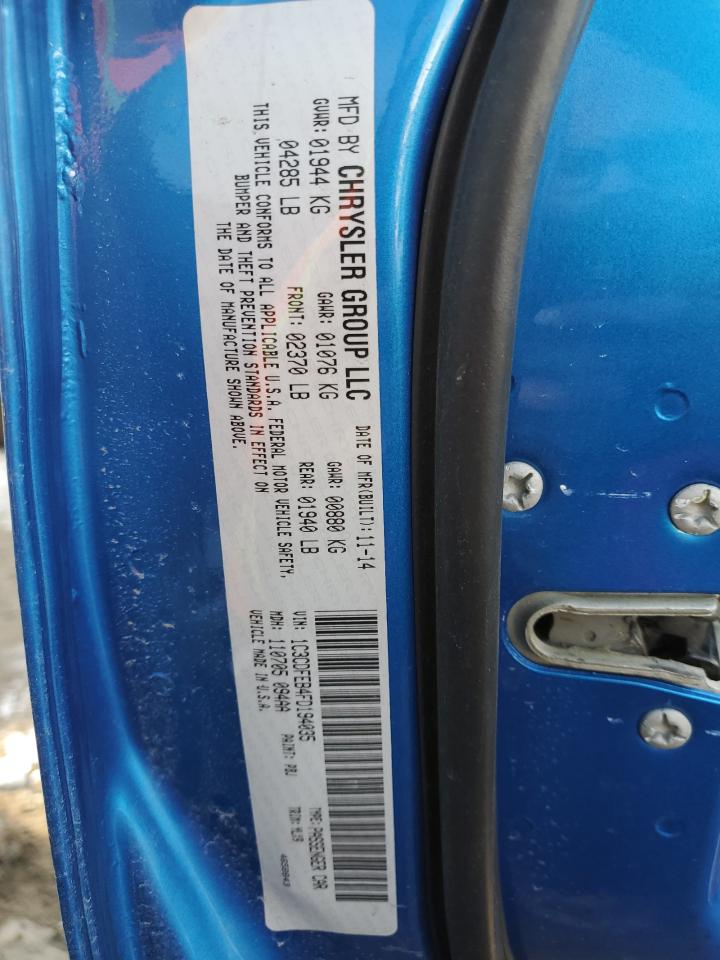 MFD BY CHRYSLER GROUP LLC DATE OF MFR(BUILT): 11-14
GVWR: 01944 KG GAWR: 01076 KG GAWR: 00880 KG
04285 LB FRONT: 02370 LB REAR: 01940 LB
THIS VEHICLE CONFORMS TO ALL APPLICABLE U.S.A. FEDERAL MOTOR VEHICLE SAFETY,
BUMPER AND THEFT PREVENTION STANDARDS IN EFFECT ON
THE DATE OF MANUFACTURE SHOWN ABOVE.
VIN: 1C3CDFEB4FD194035 TYPE: PASSENGER CAR
MDH: 110705 094AA PAINT: PBJ TRIM:
VEHICLE MADE IN U.S.A.